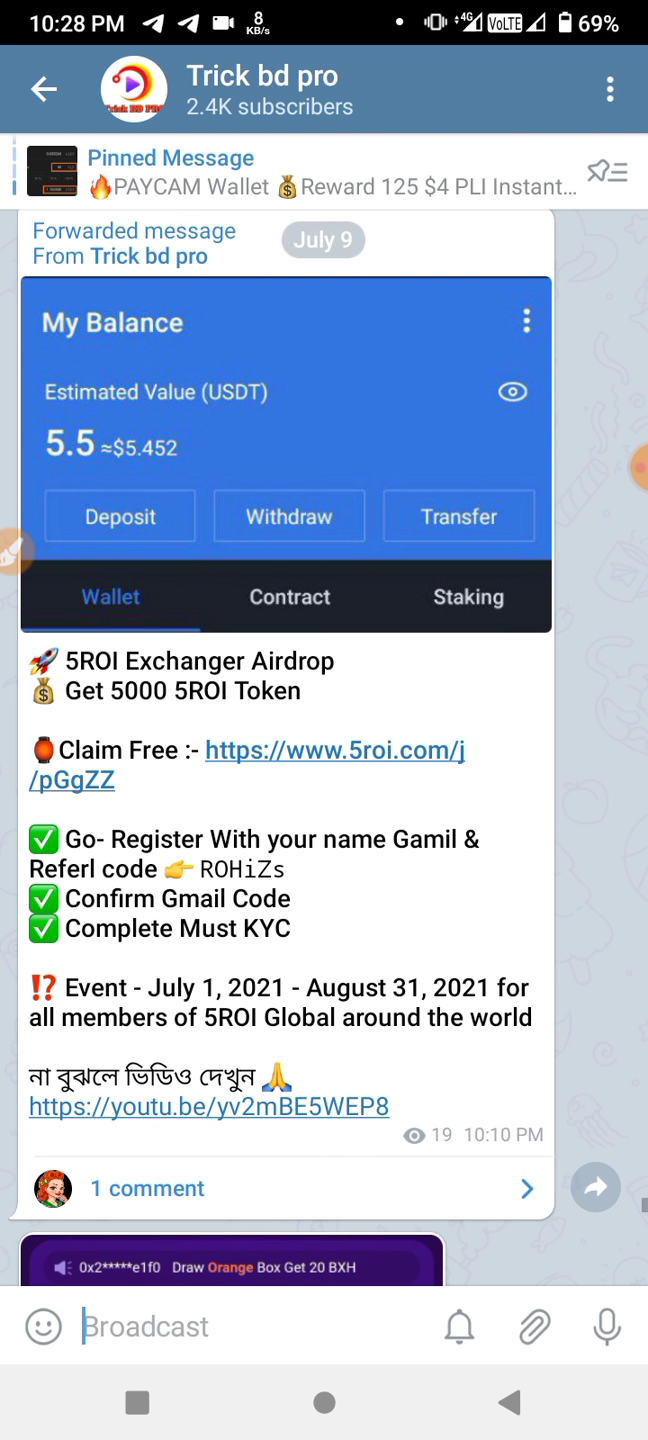 10:28 PM
8
KB/s
4G
VoLTE
69%
Trick bd pro
2.4K subscribers
Pinned Message
🔥PAYCAM Wallet 💰Reward 125 $4 PLI Instant...
Forwarded message
From Trick bd pro
July 9
My Balance
Estimated Value (USDT)
5.5 ≈$5.452
Deposit Withdraw Transfer
Wallet Contract Staking
🚀 5ROI Exchanger Airdrop
💰 Get 5000 5ROI Token
🏮Claim Free :- https://www.5roi.com/j
/pGgZZ
✅ Go- Register With your name Gamil &
Referl code 👉 ROHiZs
✅ Confirm Gmail Code
✅ Complete Must KYC
⁉️ Event - July 1, 2021 - August 31, 2021 for
all members of 5ROI Global around the world
না বুঝলে ভিডিও দেখুন 🙏
https://youtu.be/yv2mBE5WEP8
19 10:10 PM
1 comment
0x2*****e1f0 Draw Orange Box Get 20 BXH
Broadcast